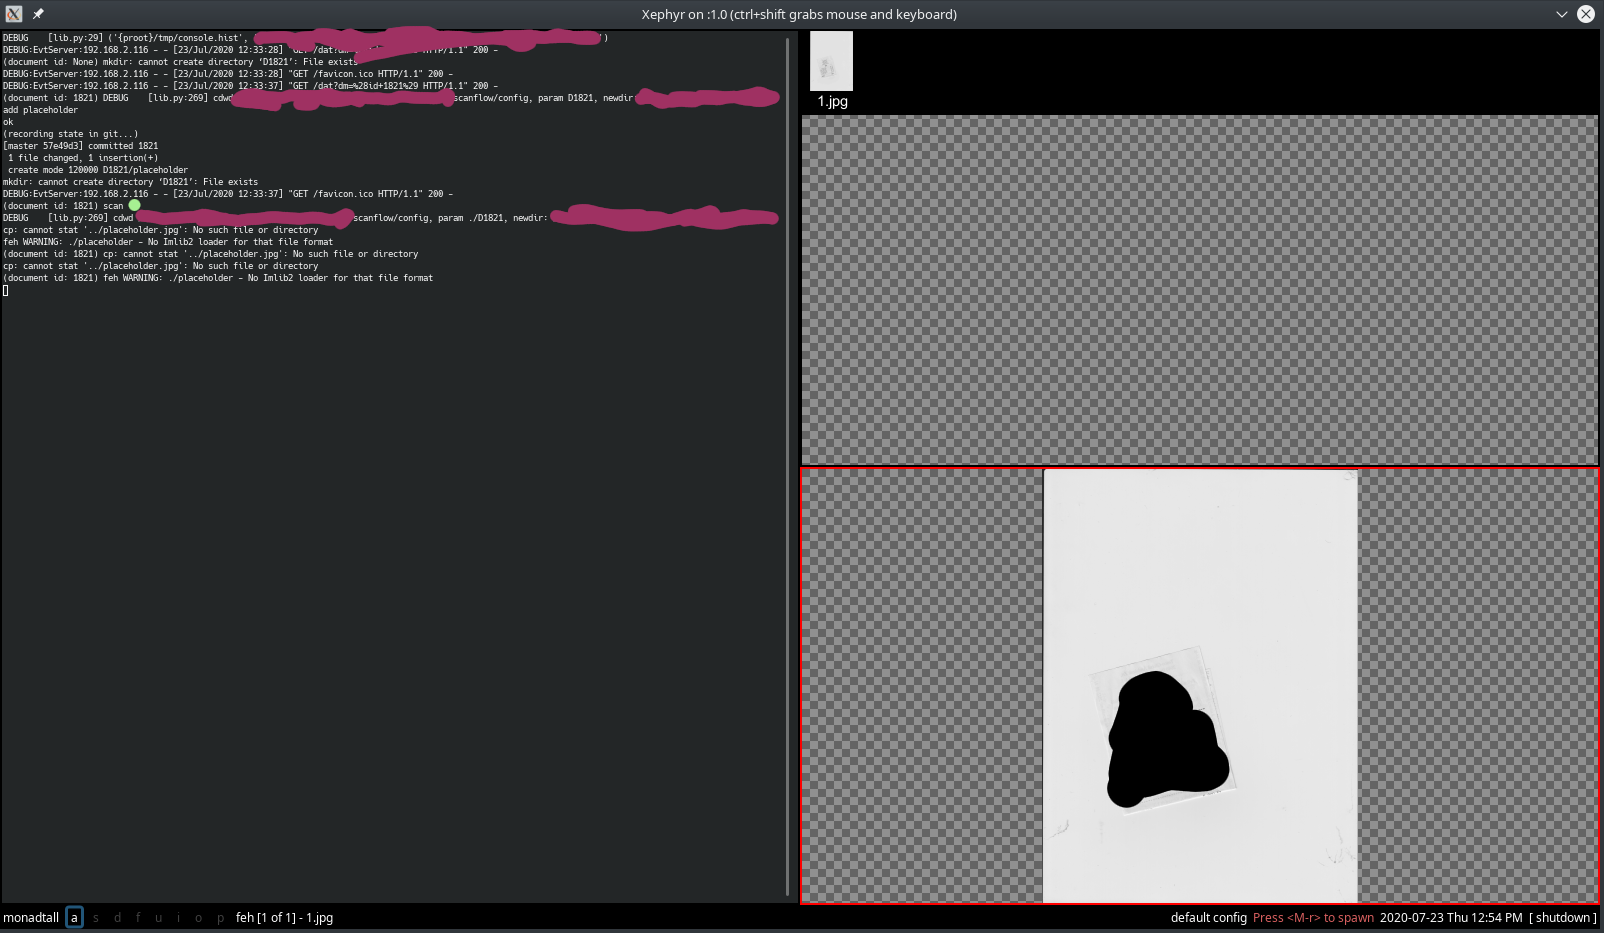 Xephyr on :1.0 (ctrl+shift grabs mouse and keyboard)
DEBUG    [lib.py:29] ('{proot}/tmp/console.hist', ')
DEBUG:EvtServer:192.168.2.116 - - [23/Jul/2020 12:33:28] "GET /dat?dm= HTTP/1.1" 200 -
(document id: None) mkdir: cannot create directory ‘D1821’: File exists
DEBUG:EvtServer:192.168.2.116 - - [23/Jul/2020 12:33:28] "GET /favicon.ico HTTP/1.1" 200 -
DEBUG:EvtServer:192.168.2.116 - - [23/Jul/2020 12:33:37] "GET /dat?dm=%28id+1821%29 HTTP/1.1" 200 -
(document id: 1821) DEBUG    [lib.py:269] cdwd scanflow/config, param D1821, newdir:
add placeholder
ok
(recording state in git...)
[master 57e49d3] committed 1821
 1 file changed, 1 insertion(+)
 create mode 120000 D1821/placeholder
mkdir: cannot create directory ‘D1821’: File exists
DEBUG:EvtServer:192.168.2.116 - - [23/Jul/2020 12:33:37] "GET /favicon.ico HTTP/1.1" 200 -
(document id: 1821) scan
DEBUG    [lib.py:269] cdwd scanflow/config, param ./D1821, newdir:
cp: cannot stat '../placeholder.jpg': No such file or directory
feh WARNING: ./placeholder - No Imlib2 loader for that file format
(document id: 1821) cp: cannot stat '../placeholder.jpg': No such file or directory
cp: cannot stat '../placeholder.jpg': No such file or directory
(document id: 1821) feh WARNING: ./placeholder - No Imlib2 loader for that file format
1.jpg
monadtall a s d f u i o p feh [1 of 1] - 1.jpg
default config Press <M-r> to spawn 2020-07-23 Thu 12:54 PM [ shutdown ]